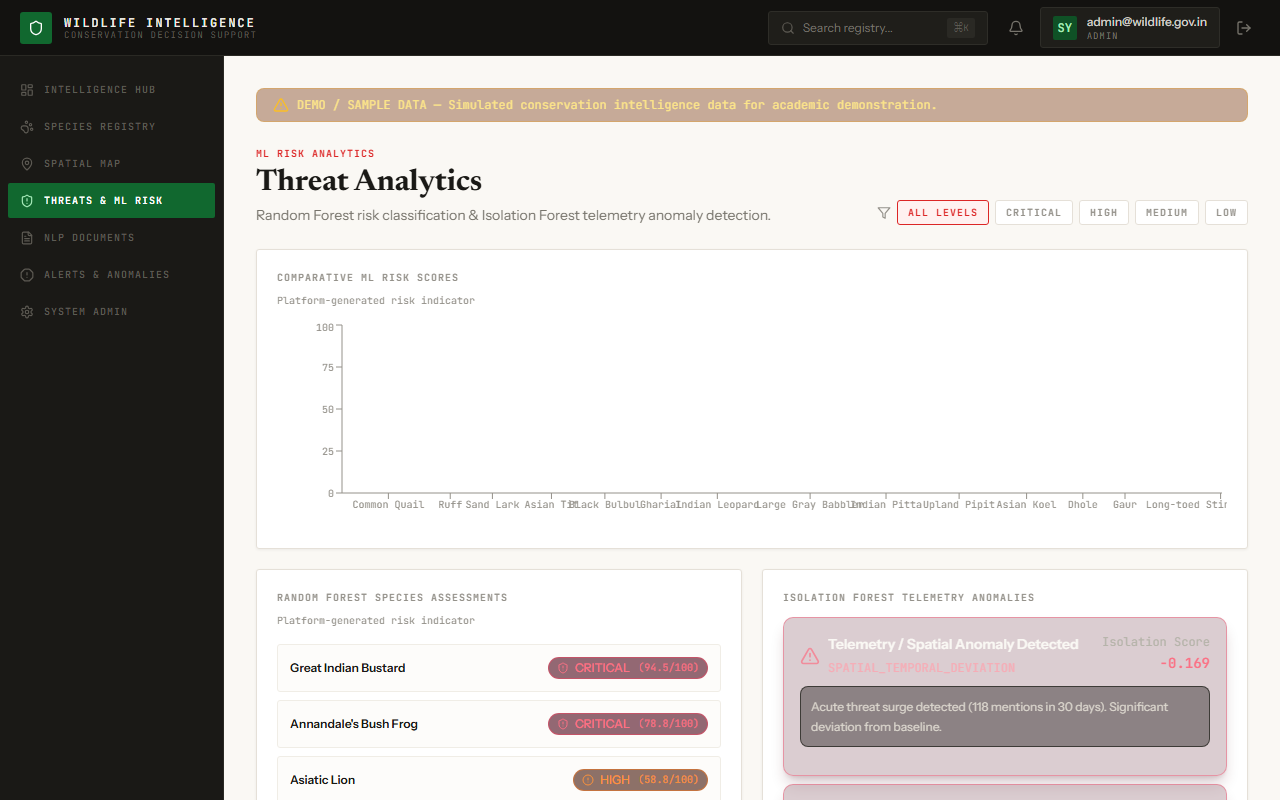 WILDLIFE INTELLIGENCE
CONSERVATION DECISION SUPPORT
Search registry...
⌘K
SY
admin@wildlife.gov.in
ADMIN
INTELLIGENCE HUB
SPECIES REGISTRY
SPATIAL MAP
THREATS & ML RISK
NLP DOCUMENTS
ALERTS & ANOMALIES
SYSTEM ADMIN
DEMO / SAMPLE DATA — Simulated conservation intelligence data for academic demonstration.
ML RISK ANALYTICS
Threat Analytics
Random Forest risk classification & Isolation Forest telemetry anomaly detection.
ALL LEVELS
CRITICAL
HIGH
MEDIUM
LOW
COMPARATIVE ML RISK SCORES
Platform-generated risk indicator
100
75
50
25
0
Common Quail Ruff Sand Lark Asian Black Bulbul Gharial Indian Leopard Large Gray Babbler Indian Pitta Upland Pipit Asian Koel Dhole Gaur Long-toed
RANDOM FOREST SPECIES ASSESSMENTS
Platform-generated risk indicator
Great Indian Bustard
CRITICAL (94.5/100)
Annandale's Bush Frog
CRITICAL (78.8/100)
Asiatic Lion
HIGH (58.8/100)
ISOLATION FOREST TELEMETRY ANOMALIES
Telemetry / Spatial Anomaly Detected
SPATIAL_TEMPORAL_DEVIATION
Isolation Score
-0.169
Acute threat surge detected (118 mentions in 30 days). Significant
deviation from baseline.